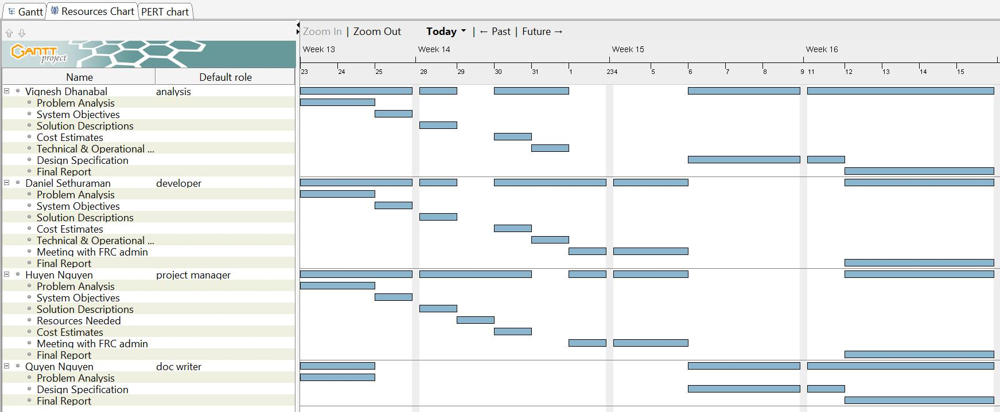 Gantt Resources Chart PERT chart
Zoom In | Zoom Out Today | ← Past | Future →
GANTT project
Week 13 Week 14 Week 15 Week 16
Name Default role
23 24 25 28 29 30 31 1 234 5 6 7 8 9 11 12 13 14 15
Vignesh Dhanabal analysis
Problem Analysis
System Objectives
Solution Descriptions
Cost Estimates
Technical & Operational ...
Design Specification
Final Report
Daniel Sethuraman developer
Problem Analysis
System Objectives
Solution Descriptions
Cost Estimates
Technical & Operational ...
Meeting with FRC admin
Final Report
Huyen Nguyen project manager
Problem Analysis
System Objectives
Solution Descriptions
Resources Needed
Cost Estimates
Meeting with FRC admin
Final Report
Quyen Nguyen doc writer
Problem Analysis
Design Specification
Final Report